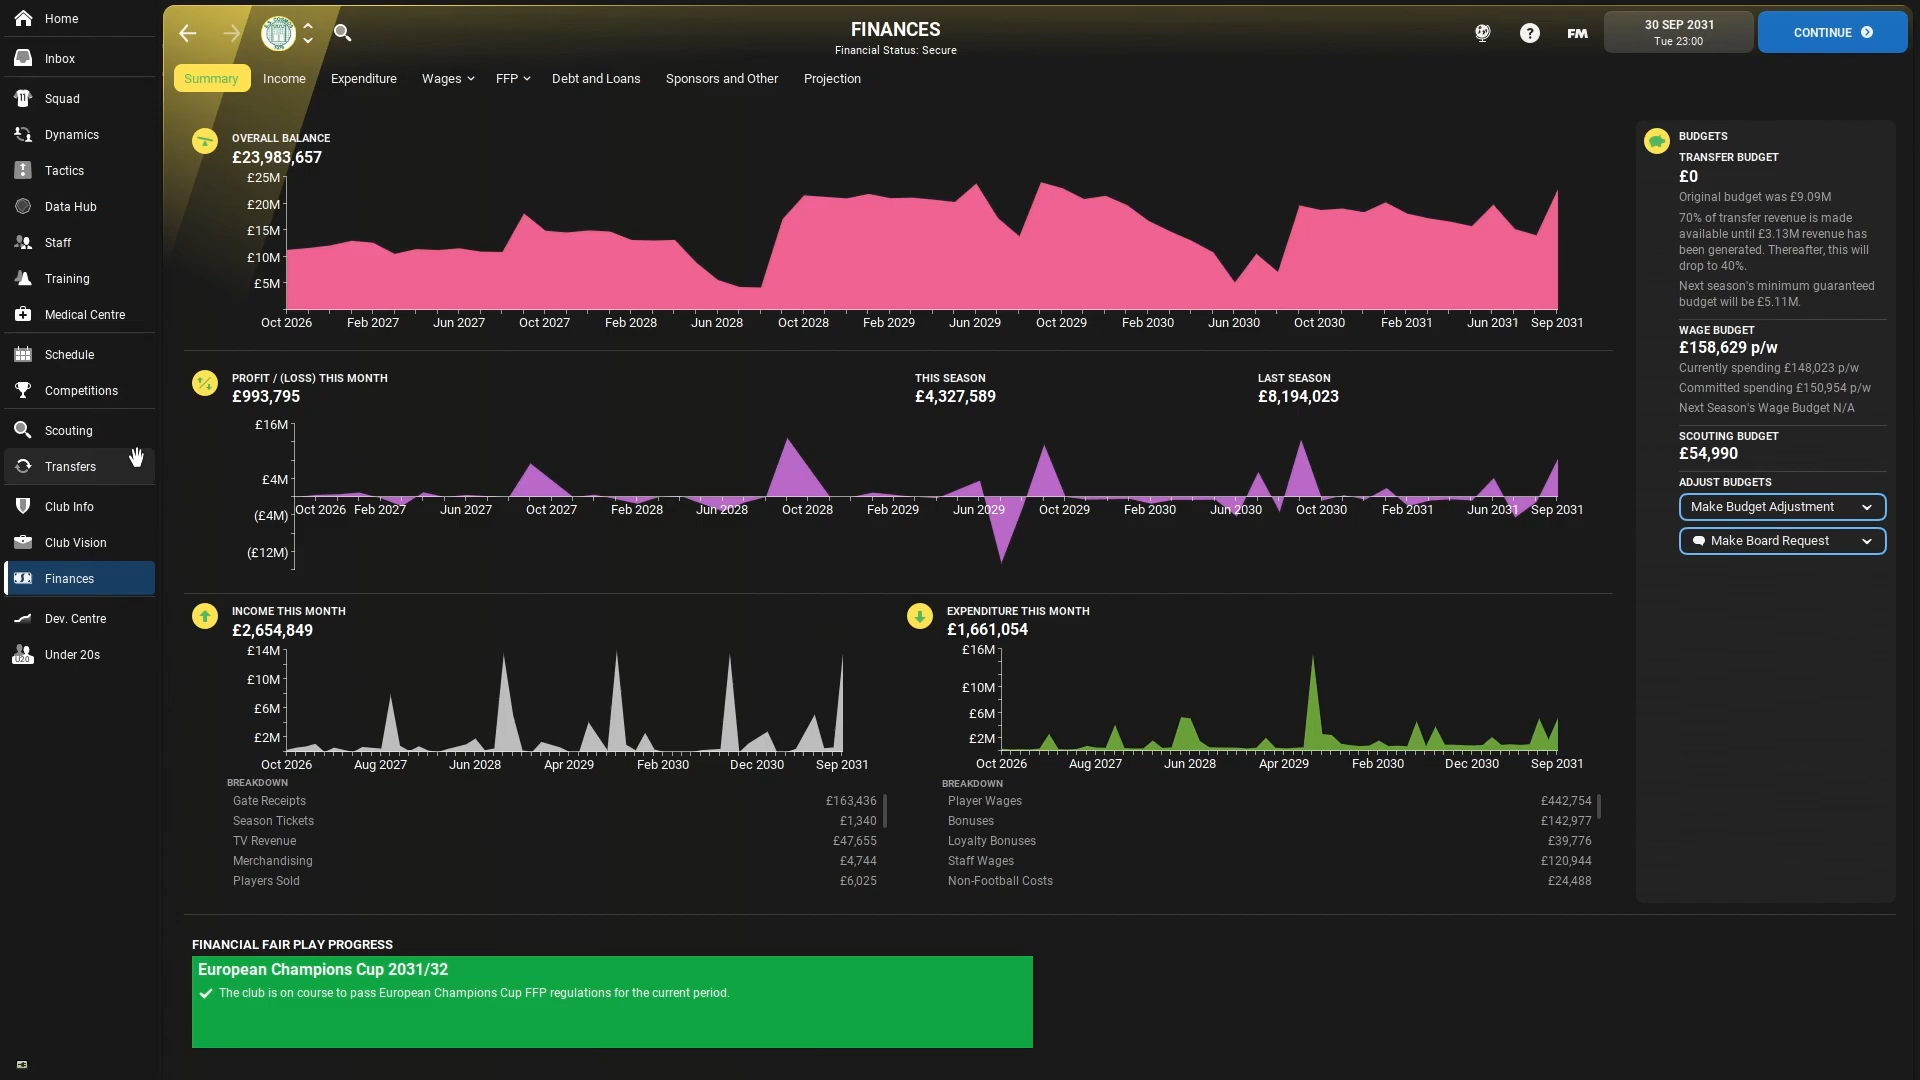 Home
Inbox
Squad
Dynamics
Tactics
Data Hub
Staff
Training
Medical Centre
Schedule
Competitions
Scouting
Transfers
Club Info
Club Vision
Finances
Dev. Centre
U20
Under 20s
FINANCES
Financial Status: Secure
?
FM
30 SEP 2031
Tue 23:00
CONTINUE
Summary
Income
Expenditure
Wages
FFP
Debt and Loans
Sponsors and Other
Projection
OVERALL BALANCE
£23,983,657
£25M
£20M
£15M
£10M
£5M
Oct 2026 Feb 2027 Jun 2027 Oct 2027 Feb 2028 Jun 2028 Oct 2028 Feb 2029 Jun 2029 Oct 2029 Feb 2030 Jun 2030 Oct 2030 Feb 2031 Jun 2031 Sep 2031
PROFIT / (LOSS) THIS MONTH
£993,795
THIS SEASON
£4,327,589
LAST SEASON
£8,194,023
£16M
£4M
(£4M)
(£12M)
Oct 2026 Feb 2027 Jun 2027 Oct 2027 Feb 2028 Jun 2028 Oct 2028 Feb 2029 Jun 2029 Oct 2029 Feb 2030 Jun 2030 Oct 2030 Feb 2031 Jun 2031 Sep 2031
INCOME THIS MONTH
£2,654,849
£14M
£10M
£6M
£2M
Oct 2026 Aug 2027 Jun 2028 Apr 2029 Feb 2030 Dec 2030 Sep 2031
BREAKDOWN
Gate Receipts £163,436
Season Tickets £1,340
TV Revenue £47,655
Merchandising £4,744
Players Sold £6,025
EXPENDITURE THIS MONTH
£1,661,054
£16M
£10M
£6M
£2M
Oct 2026 Aug 2027 Jun 2028 Apr 2029 Feb 2030 Dec 2030 Sep 2031
BREAKDOWN
Player Wages £442,754
Bonuses £142,977
Loyalty Bonuses £39,776
Staff Wages £120,944
Non-Football Costs £24,488
BUDGETS
TRANSFER BUDGET
£0
Original budget was £9.09M
70% of transfer revenue is made
available until £3.13M revenue has
been generated. Thereafter, this will
drop to 40%.
Next season's minimum guaranteed
budget will be £5.11M.
WAGE BUDGET
£158,629 p/w
Currently spending £148,023 p/w
Committed spending £150,954 p/w
Next Season's Wage Budget N/A
SCOUTING BUDGET
£54,990
ADJUST BUDGETS
Make Budget Adjustment
Make Board Request
FINANCIAL FAIR PLAY PROGRESS
European Champions Cup 2031/32
The club is on course to pass European Champions Cup FFP regulations for the current period.